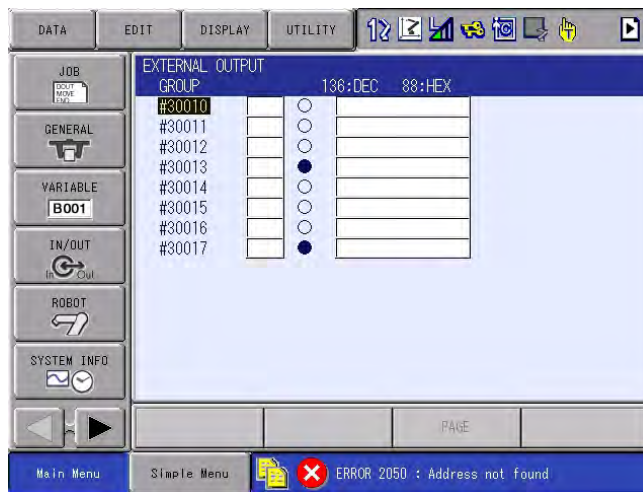 DATA
EDIT
DISPLAY
UTILITY
JOB
DOUT
MOVE
END
GENERAL
VARIABLE
B001
IN/OUT
In Out
ROBOT
SYSTEM INFO
EXTERNAL OUTPUT
GROUP 136:DEC 88:HEX
#30010
#30011
#30012
#30013
#30014
#30015
#30016
#30017
PAGE
Main Menu
Simple Menu
ERROR 2050 : Address not found